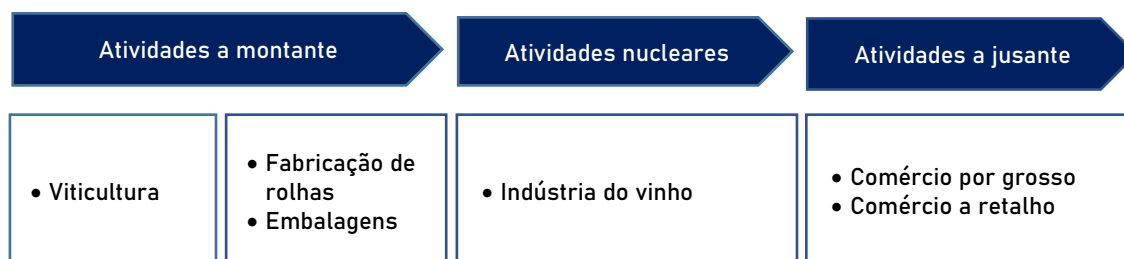 Atividades a montante
Atividades nucleares
Atividades a jusante
• Viticultura
• Fabricação de
rolhas
• Embalagens
• Indústria do vinho
• Comércio por grosso
• Comércio a retalho